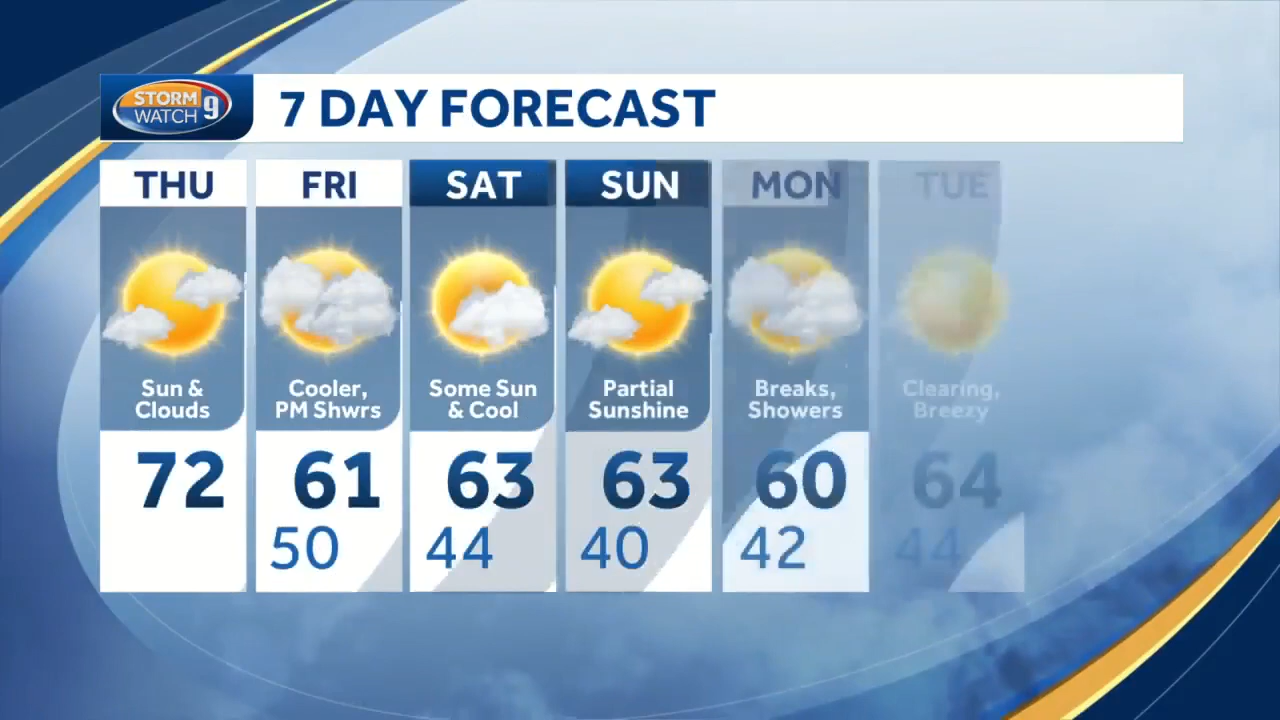 STORM
WATCH 9
7 DAY FORECAST
THU
FRI
SAT
SUN
MON
TUE
Sun &
Clouds
Cooler,
PM Shwrs
Some Sun
& Cool
Partial
Sunshine
Breaks,
Showers
Clearing,
Breezy
72
61
63
63
60
64
50
44
40
42
44